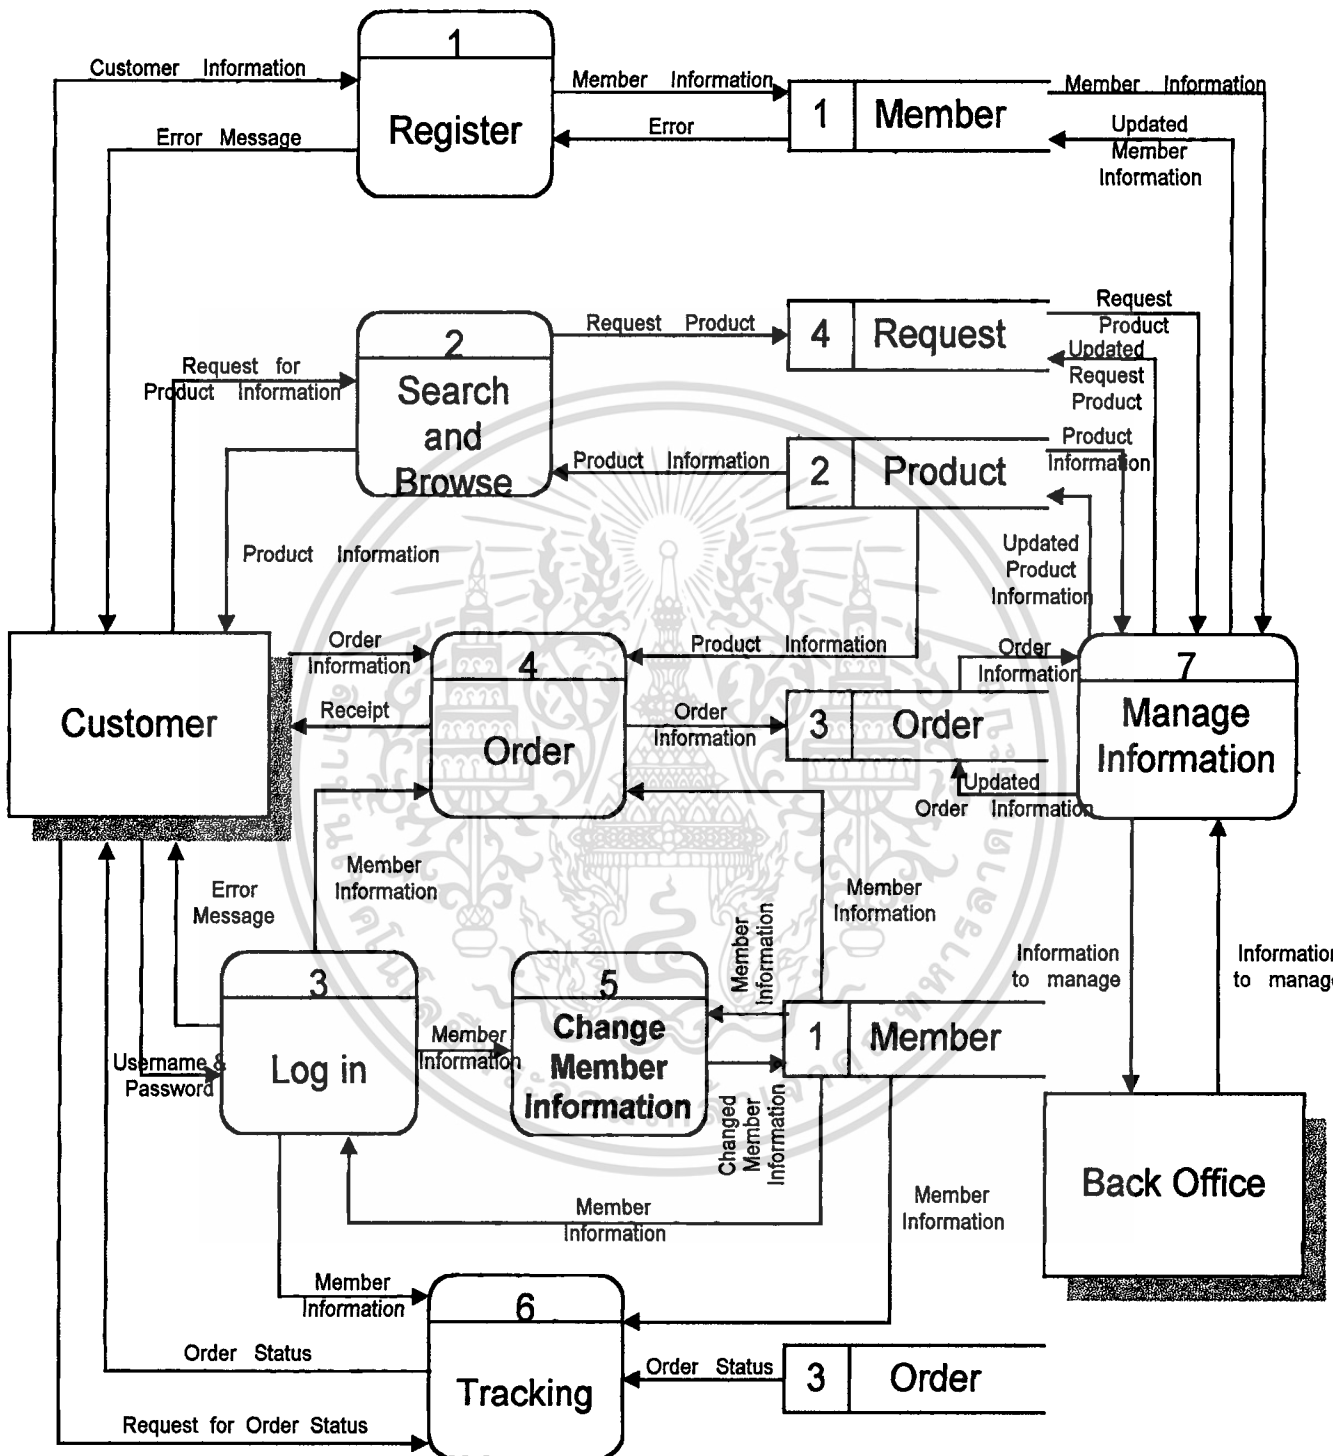 1
Customer Information
Member Information
Member Information
Register
1 Member
Error Message
Error
Updated
Member
Information
2
Request Product
4 Request
Request
Product
Request for
Product Information
Search
and
Browse
Updated
Request
Product
Product Information
2 Product
Product
Information
Product Information
Updated
Product
Information
Customer
Order
Information
4
Product Information
Order
Information
7
Receipt
Order
Order
Information
3 Order
Manage
Information
Updated
Order Information
Member
Information
Error
Message
Member
Information
Member
Information
Information
to manage
Information
to manage
3
5
Log in
Member
Information
Change
Member
Information
1 Member
Username &
Password
Changed
Member
Information
Back Office
Member
Information
Member
Information
Member
Information
6
Order Status
Tracking
Order Status
3 Order
Request for Order Status